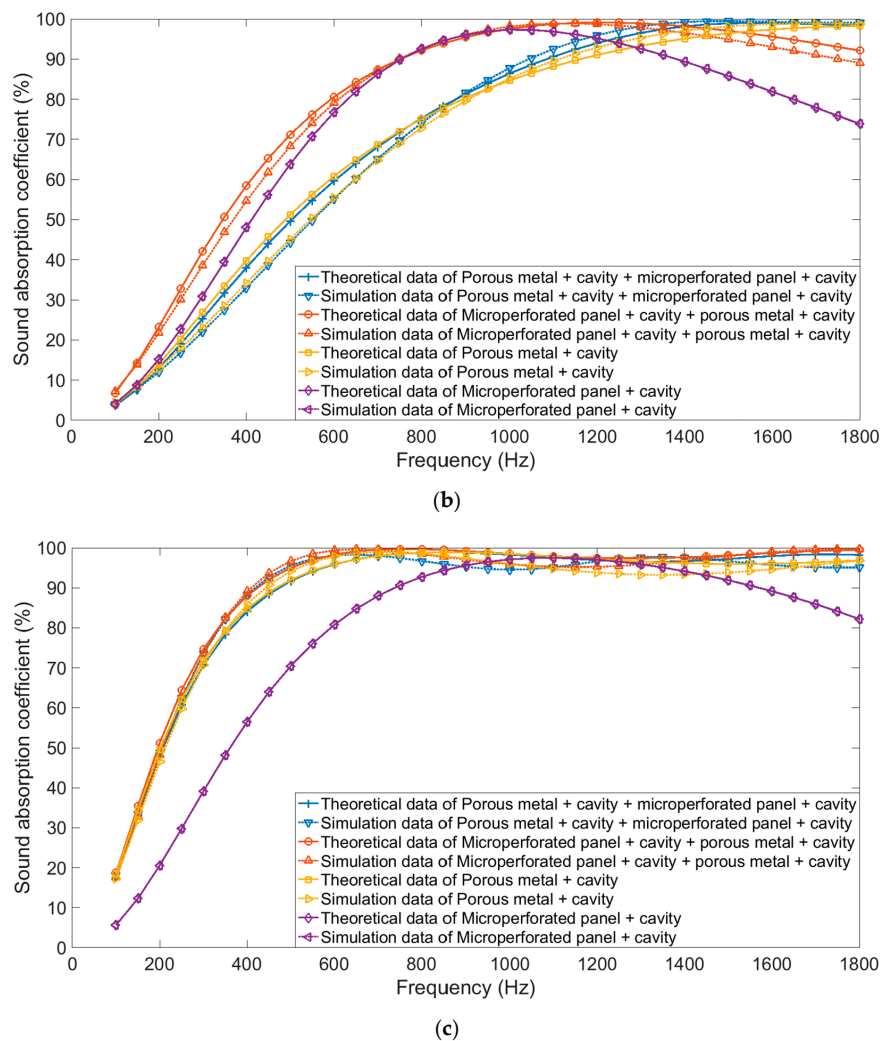 100
90
80
70
60
50
40
30
20
10
0
Sound absorption coefficient (%)
Theoretical data of Porous metal + cavity + microperforated panel + cavity
Simulation data of Porous metal + cavity + microperforated panel + cavity
Theoretical data of Microperforated panel + cavity + porous metal + cavity
Simulation data of Microperforated panel + cavity + porous metal + cavity
Theoretical data of Porous metal + cavity
Simulation data of Porous metal + cavity
Theoretical data of Microperforated panel + cavity
Simulation data of Microperforated panel + cavity
0 200 400 600 800 1000 1200 1400 1600 1800
Frequency (Hz)
(b)
100
90
80
70
60
50
40
30
20
10
0
Sound absorption coefficient (%)
Theoretical data of Porous metal + cavity + microperforated panel + cavity
Simulation data of Porous metal + cavity + microperforated panel + cavity
Theoretical data of Microperforated panel + cavity + porous metal + cavity
Simulation data of Microperforated panel + cavity + porous metal + cavity
Theoretical data of Porous metal + cavity
Simulation data of Porous metal + cavity
Theoretical data of Microperforated panel + cavity
Simulation data of Microperforated panel + cavity
0 200 400 600 800 1000 1200 1400 1600 1800
Frequency (Hz)
(c)